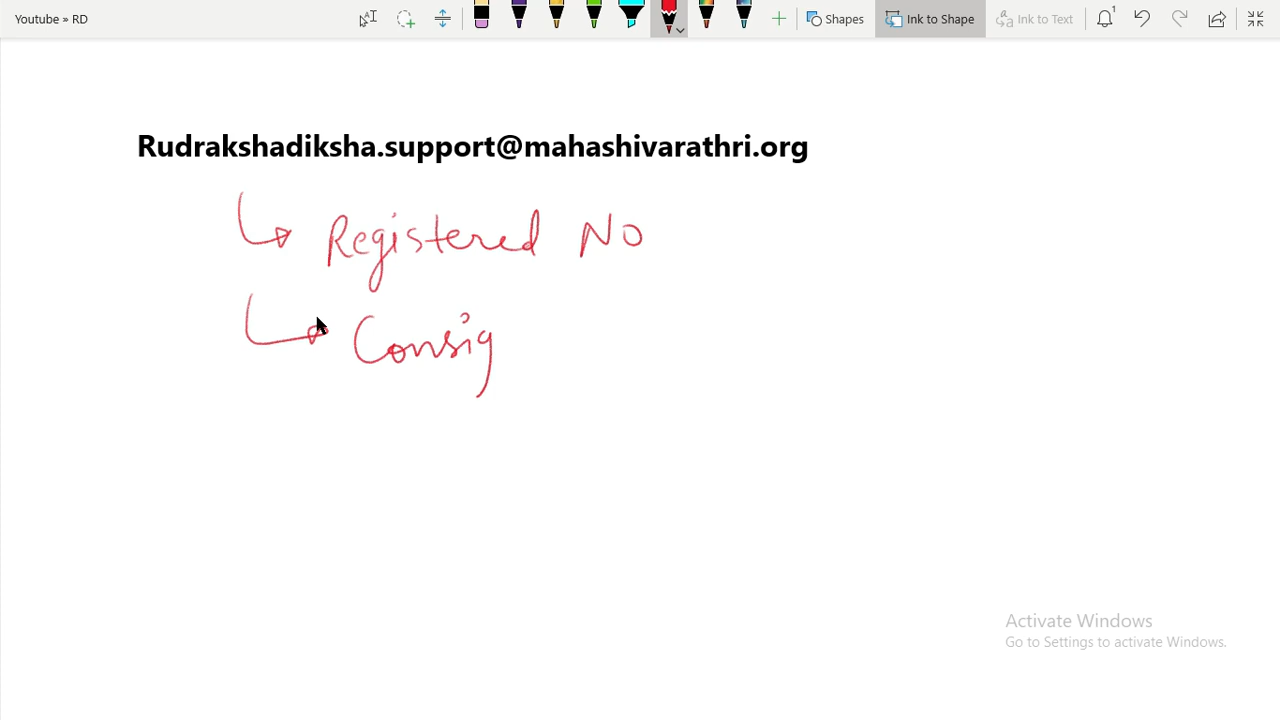 Youtube » RD
Shapes
Ink to Shape
Ink to Text
Rudrakshadiksha.support@mahashivarathri.org
Registered No
Consig
Activate Windows
Go to Settings to activate Windows.